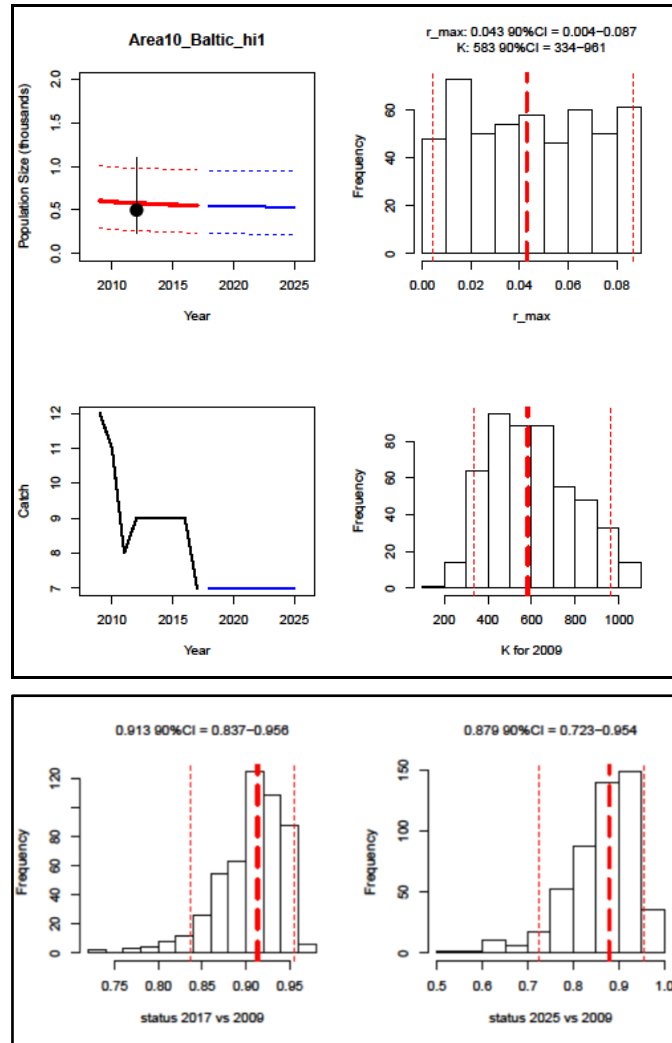 Area10_Baltic_hi1
Population Size (thousands)
2.0
1.5
1.0
0.5
0.0
2010 2015 2020 2025
Year
r_max: 0.043 90%CI = 0.004−0.087
K: 583 90%CI = 334−961
Frequency
60
40
20
0
0.00 0.02 0.04 0.06 0.08
r_max
Catch
12
11
10
9
8
7
2010 2015 2020 2025
Year
Frequency
80
60
40
20
0
200 400 600 800 1000
K for 2009
0.913 90%CI = 0.837−0.956
Frequency
120
80
60
40
20
0
0.75 0.80 0.85 0.90 0.95
status 2017 vs 2009
0.879 90%CI = 0.723−0.954
Frequency
150
100
50
0
0.5 0.6 0.7 0.8 0.9 1.0
status 2025 vs 2009